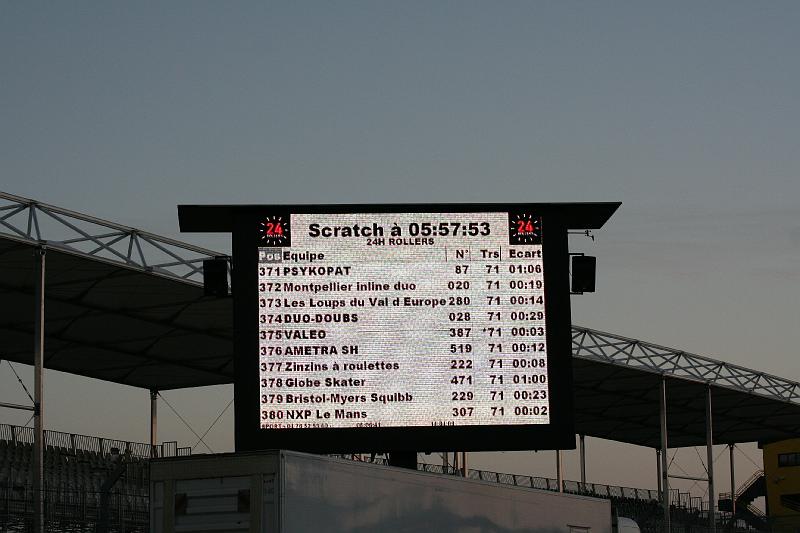 24 Scratch à 05:57:53 24
24H ROLLERS
Pos Equipe N° Trs Ecart
371 PSYKOPAT 87 71 01:06
372 Montpellier inline duo 020 71 00:19
373 Les Loups du Val d Europe 280 71 00:14
374 DUO-DOUBS 028 71 00:29
375 VALEO 387 *71 00:03
376 AMETRA SH 519 71 00:12
377 Zinzins à roulettes 222 71 00:08
378 Globe Skater 471 71 01:00
379 Bristol-Myers Squibb 229 71 00:23
380 NXP Le Mans 307 71 00:02